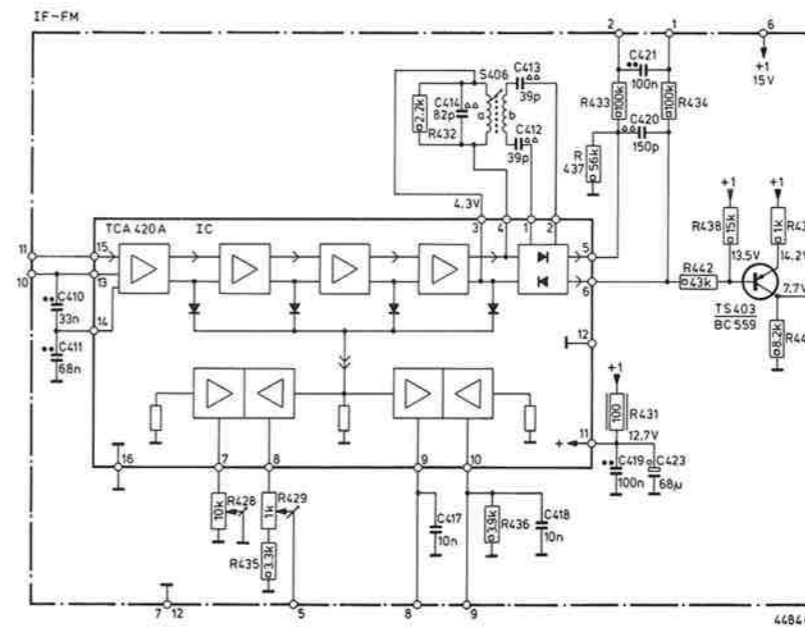 IF-FM
2
1
6
+1
15V
C421
100n
R433
100k
100k
R434
C420
150p
R
437
56k
S406
C413
39p
C414
82p
2.2k
R432
a
b
C412
39p
4.3V
3
4
1
2
TCA 420A
IC
11
15
10
13
14
C410
33n
C411
68n
5
6
12
+1
R438
15k
13.5V
+1
1k
14.2V
R442
43k
7.7V
TS403
BC559
8.2k
+1
100
R431
12.7V
+
11
C419
100n
C423
68µ
16
7
8
9
10
10k
R428
1k
R429
R435
3.3k
C417
10n
3.9k
R436
C418
10n
7
12
5
8
9